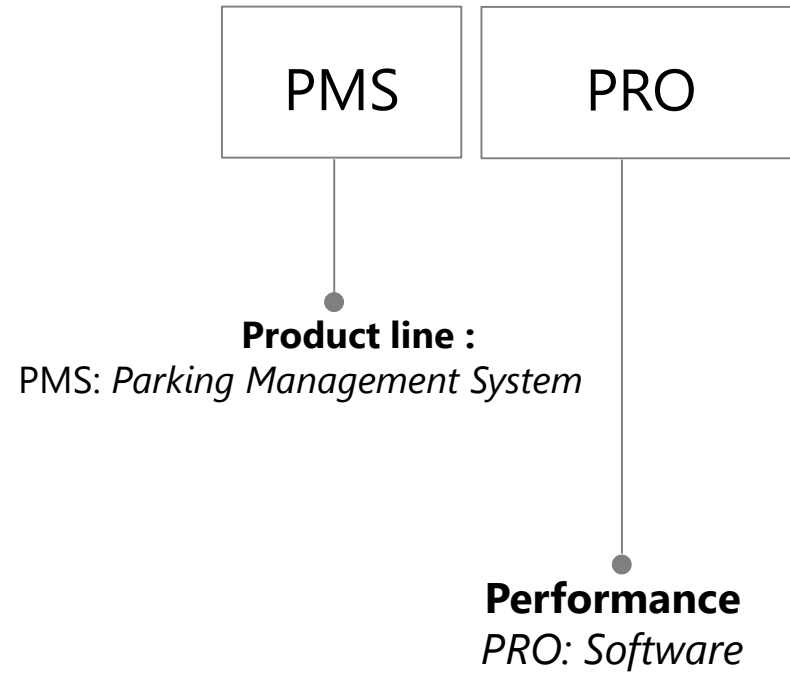 PMS PRO
Product line :
PMS: Parking Management System
Performance
PRO: Software